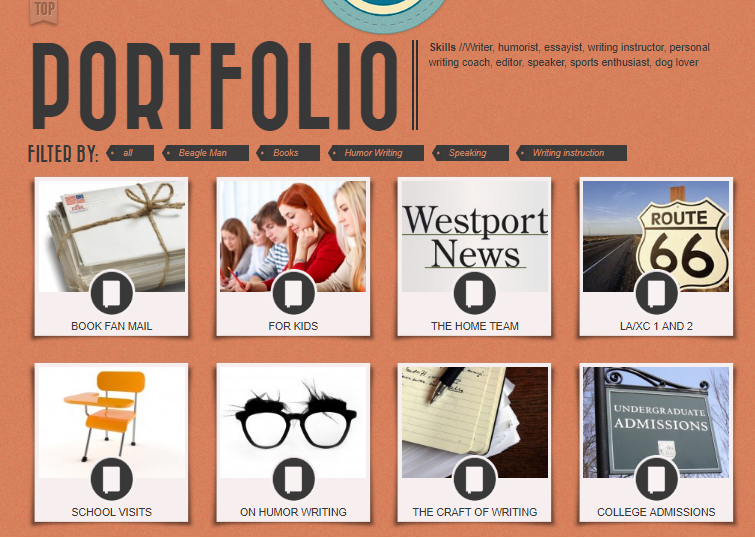 TOP
PORTFOLIO
Skills //Writer, humorist, essayist, writing instructor, personal
writing coach, editor, speaker, sports enthusiast, dog lover
FILTER BY:
all
Beagle Man
Books
Humor Writing
Speaking
Writing instruction
Westport
News
ROUTE
66
BOOK FAN MAIL
FOR KIDS
THE HOME TEAM
LA/XC 1 AND 2
UNDERGRADUATE
ADMISSIONS
SCHOOL VISITS
ON HUMOR WRITING
THE CRAFT OF WRITING
COLLEGE ADMISSIONS